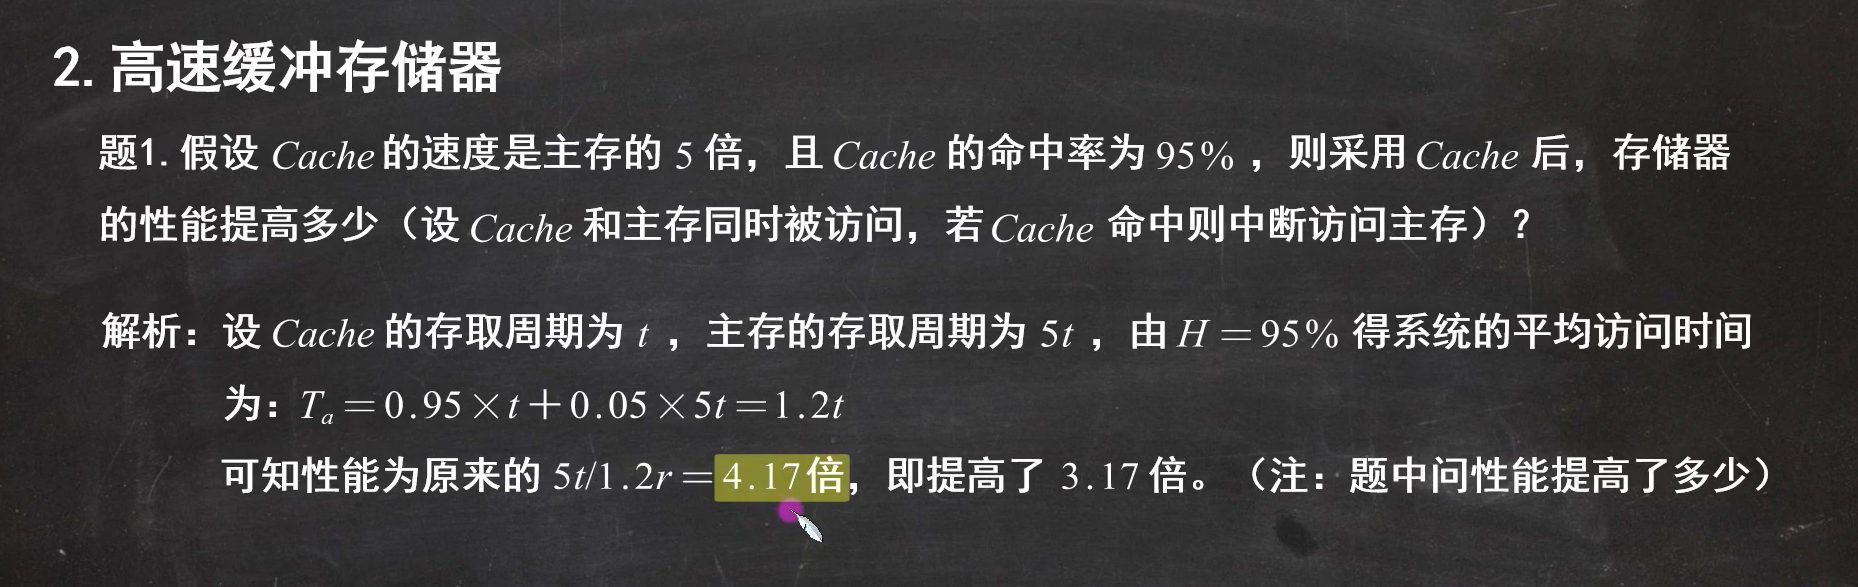 2. 高速缓冲存储器
题1. 假设 Cache 的速度是主存的 5 倍，且 Cache 的命中率为 95%，则采用 Cache 后，存储器
的性能提高多少（设 Cache 和主存同时被访问，若 Cache 命中则中断访问主存）？
解析：设 Cache 的存取周期为 t，主存的存取周期为 5t，由 H = 95% 得系统的平均访问时间
为：Tₐ = 0.95 × t + 0.05 × 5t = 1.2t
可知性能为原来的 5t/1.2r = 4.17倍，即提高了 3.17 倍。（注：题中问性能提高了多少）